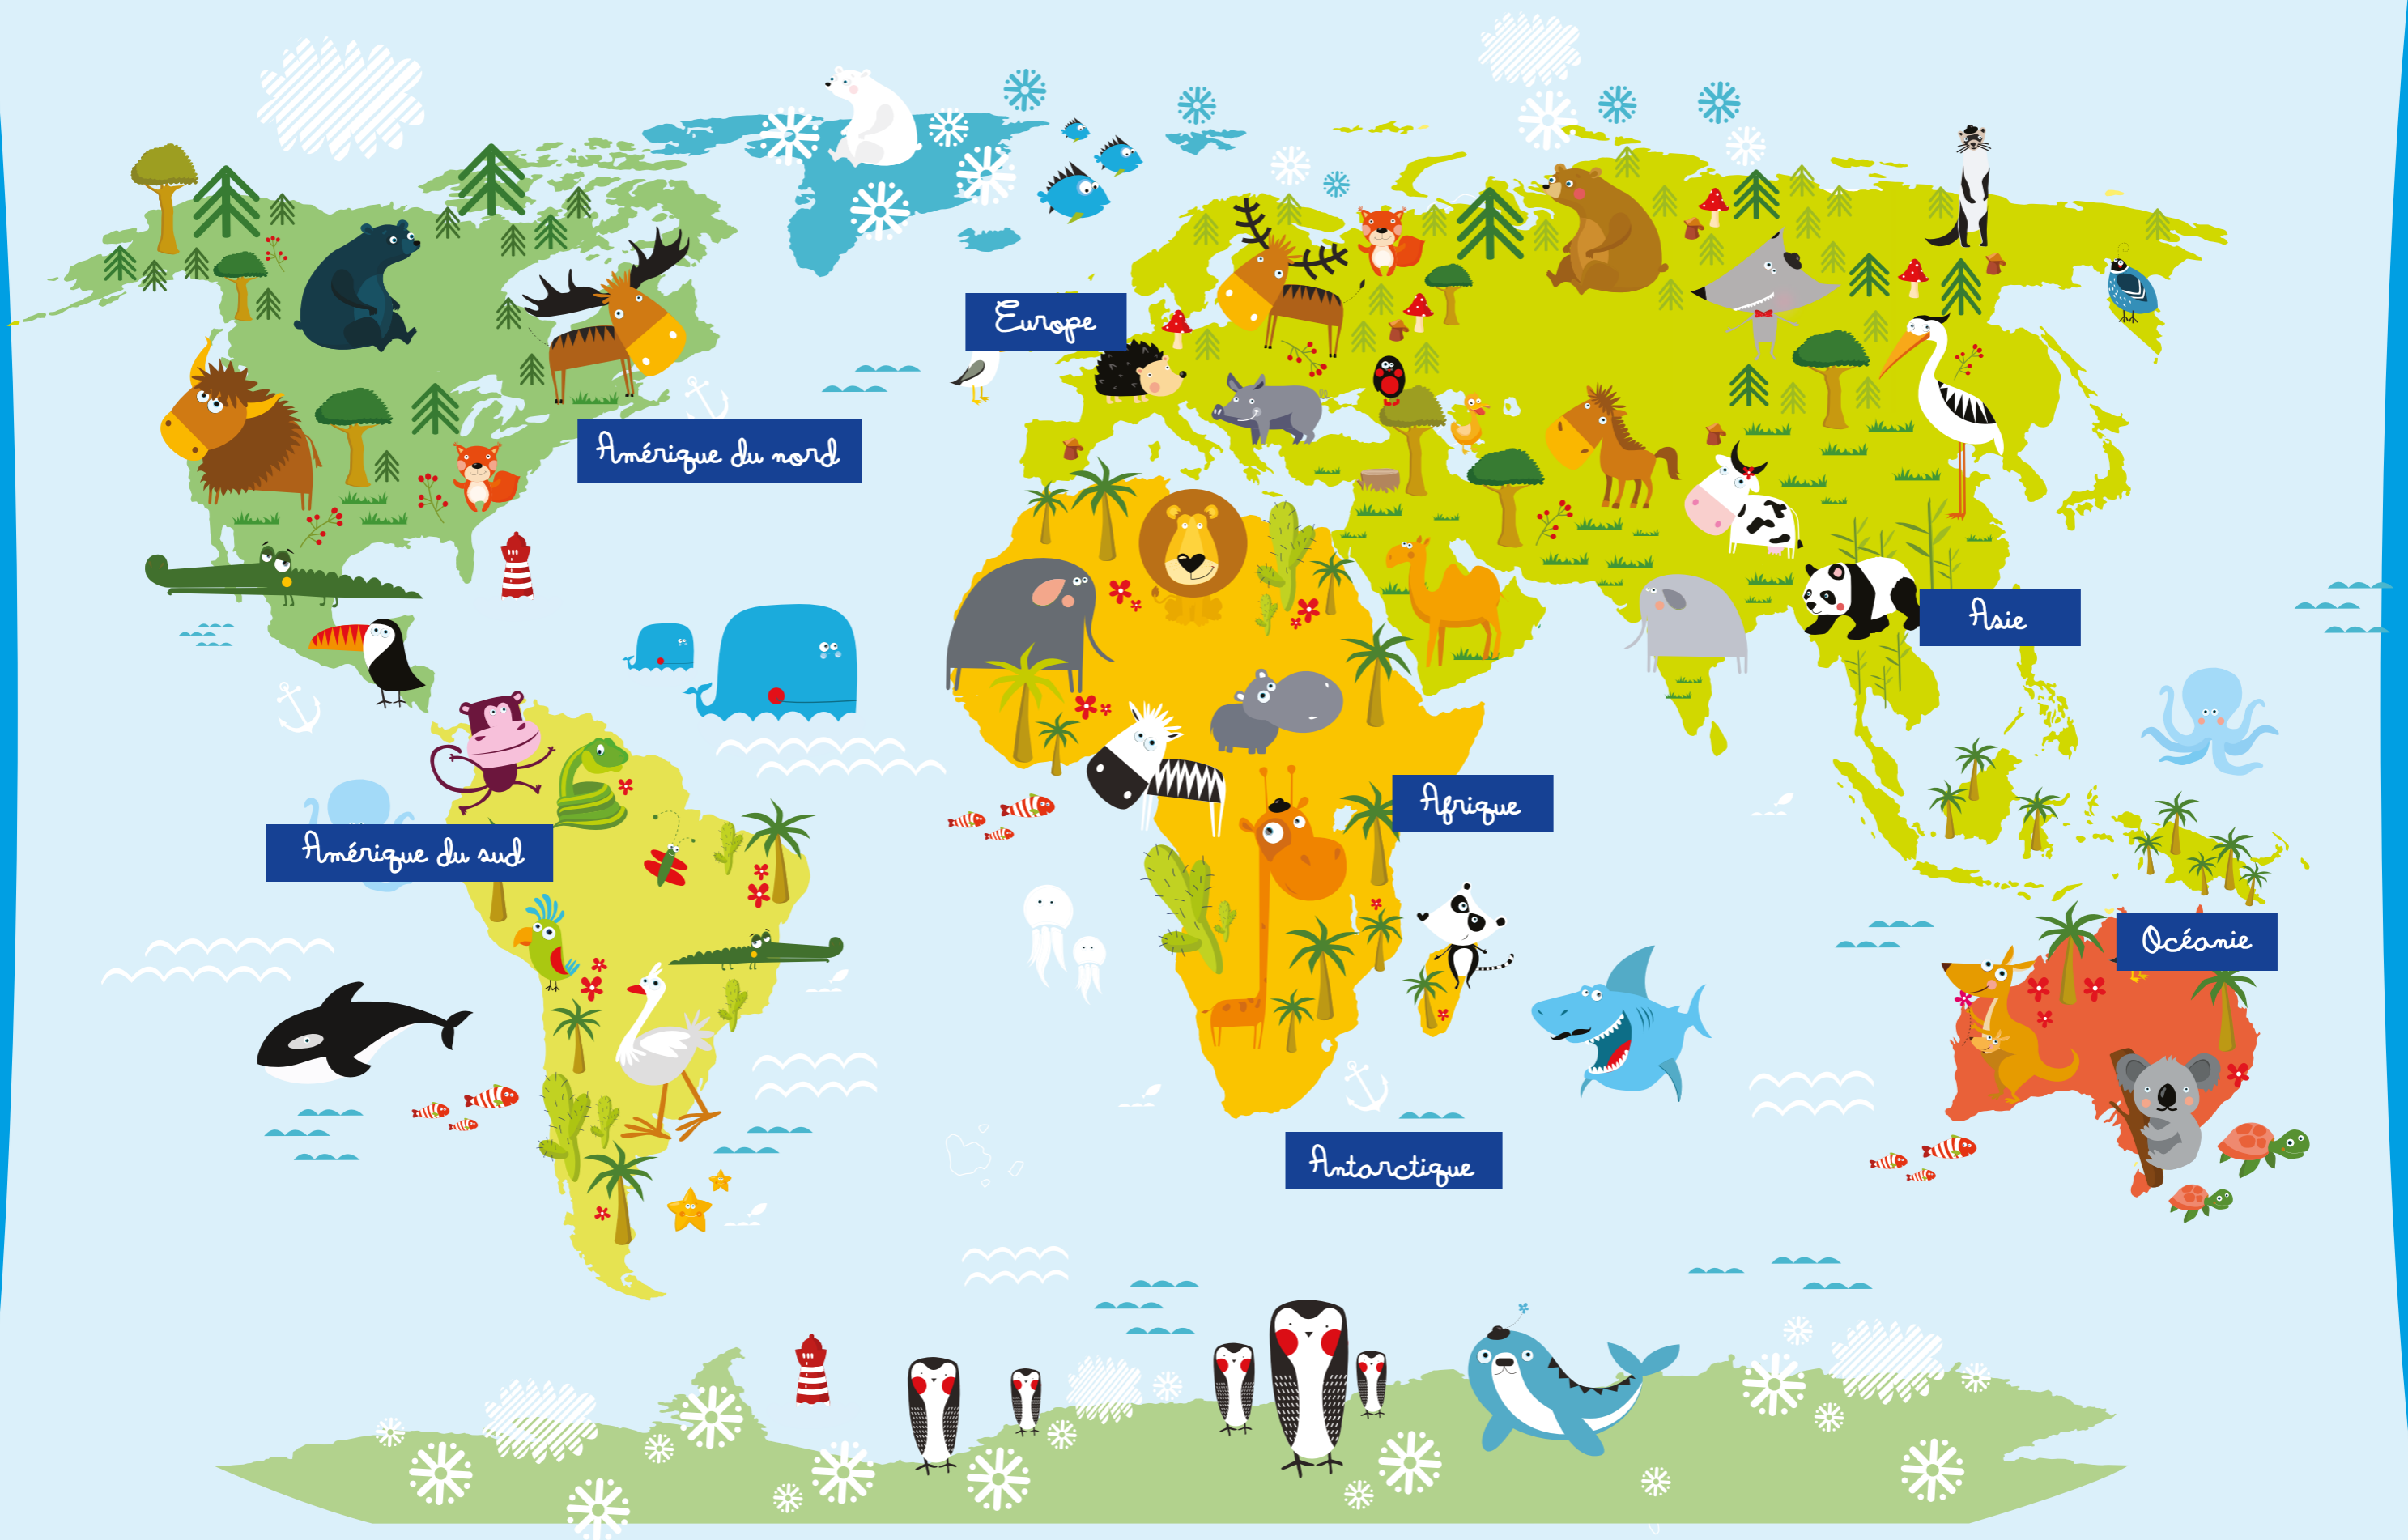 Europe
Amérique du nord
Asie
Afrique
Amérique du sud
Océanie
Antarctique